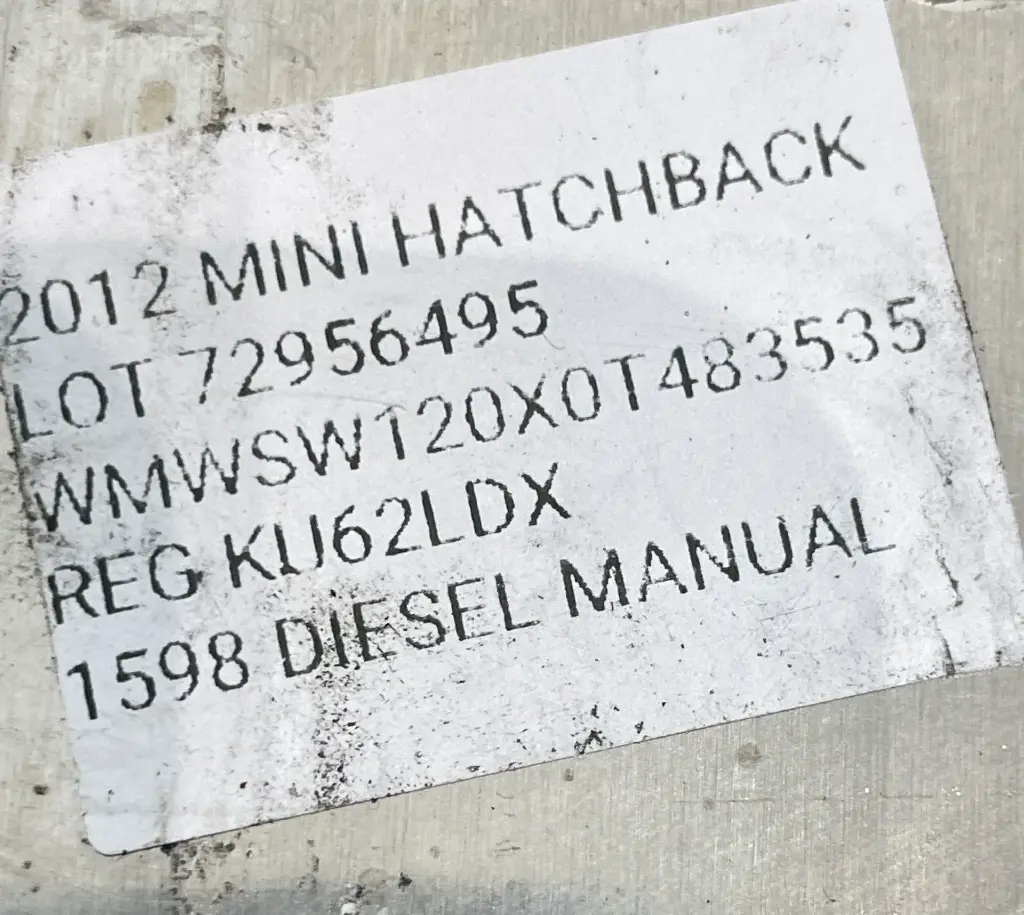 2012 MINI HATCHBACK
LOT 72956495
WMWSW120X0T483535
REG KU62LDX
1598 DIESEL MANUAL